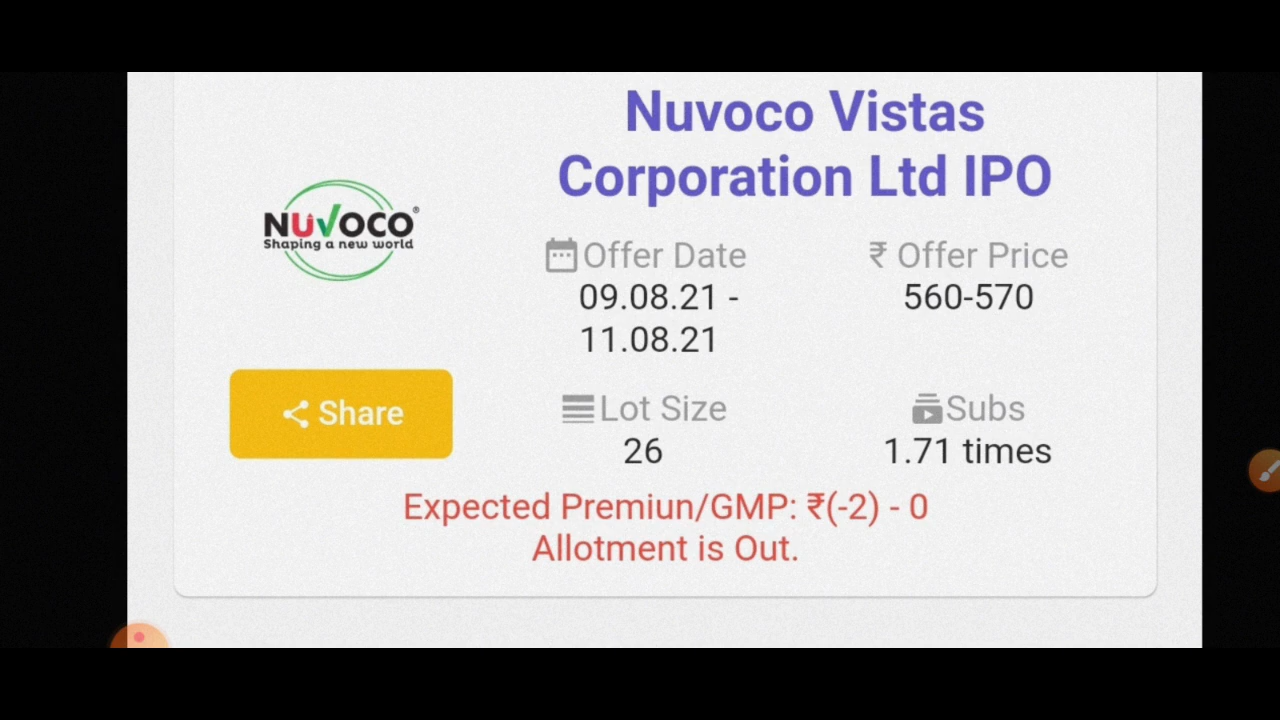 Nuvoco Vistas
Corporation Ltd IPO
NUVOCO®
Shaping a new world
Offer Date
09.08.21 -
11.08.21
₹ Offer Price
560-570
Share
Lot Size
26
Subs
1.71 times
Expected Premiun/GMP: ₹(-2) - 0
Allotment is Out.